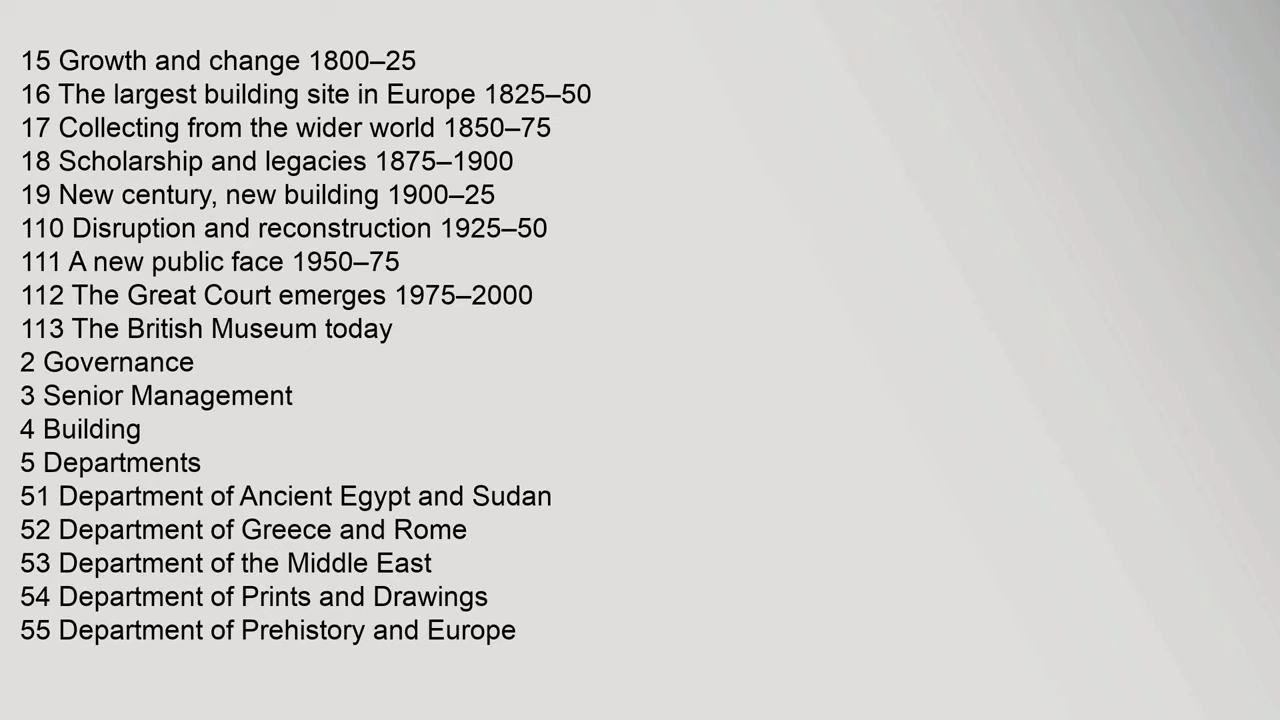 15 Growth and change 1800–25
16 The largest building site in Europe 1825–50
17 Collecting from the wider world 1850–75
18 Scholarship and legacies 1875–1900
19 New century, new building 1900–25
110 Disruption and reconstruction 1925–50
111 A new public face 1950–75
112 The Great Court emerges 1975–2000
113 The British Museum today
2 Governance
3 Senior Management
4 Building
5 Departments
51 Department of Ancient Egypt and Sudan
52 Department of Greece and Rome
53 Department of the Middle East
54 Department of Prints and Drawings
55 Department of Prehistory and Europe